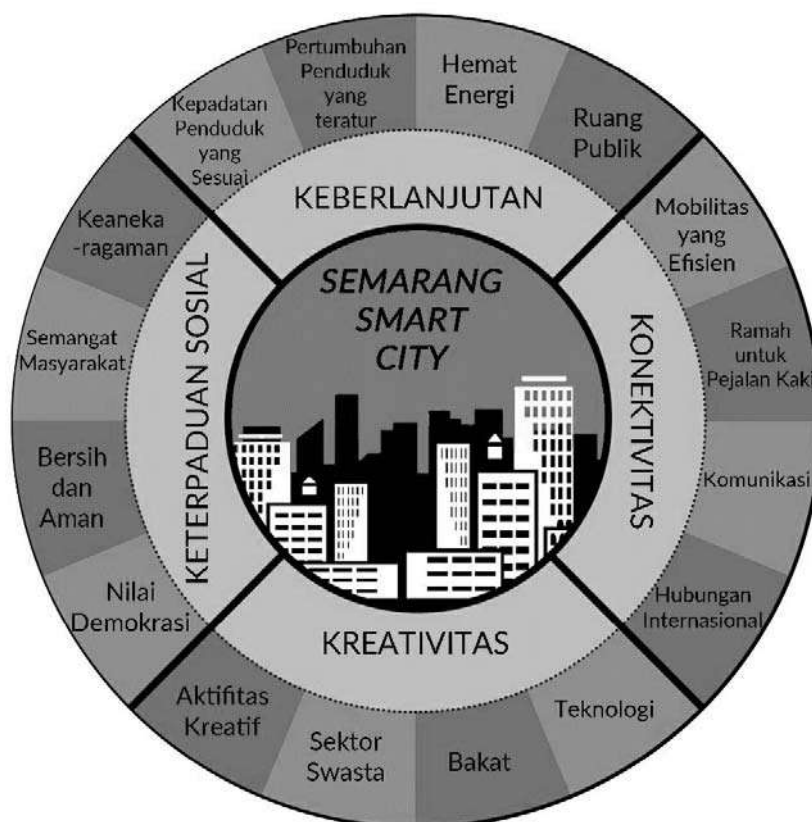 SEMARANG
SMART
CITY
KEBERLANJUTAN
Kepadatan
Penduduk
yang
Sesuai
Pertumbuhan
Penduduk
yang
teratur
Hemat
Energi
Ruang
Publik
KONEKTIVITAS
Mobilitas
yang
Efisien
Ramah
untuk
Pejalan Kaki
Komunikasi
Hubungan
Internasional
KREATIVITAS
Teknologi
Bakat
Sektor
Swasta
Aktifitas
Kreatif
KETERPADUAN SOSIAL
Nilai
Demokrasi
Bersih
dan
Aman
Semangat
Masyarakat
Keaneka
-ragaman